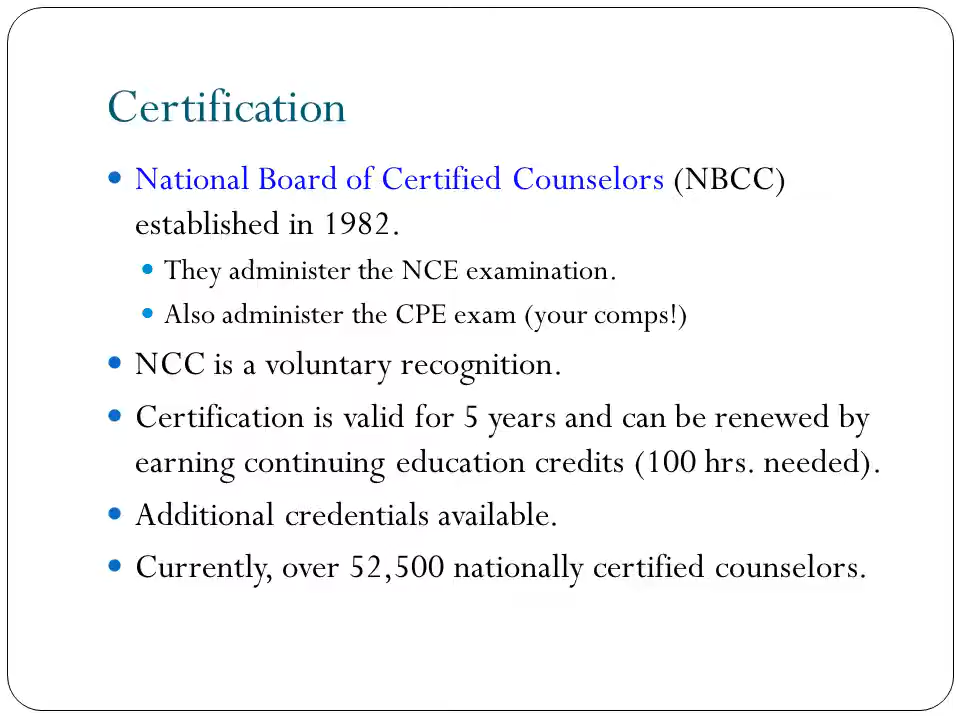 Certification
National Board of Certified Counselors (NBCC)
established in 1982.
They administer the NCE examination.
Also administer the CPE exam (your comps!)
NCC is a voluntary recognition.
Certification is valid for 5 years and can be renewed by
earning continuing education credits (100 hrs. needed).
Additional credentials available.
Currently, over 52,500 nationally certified counselors.